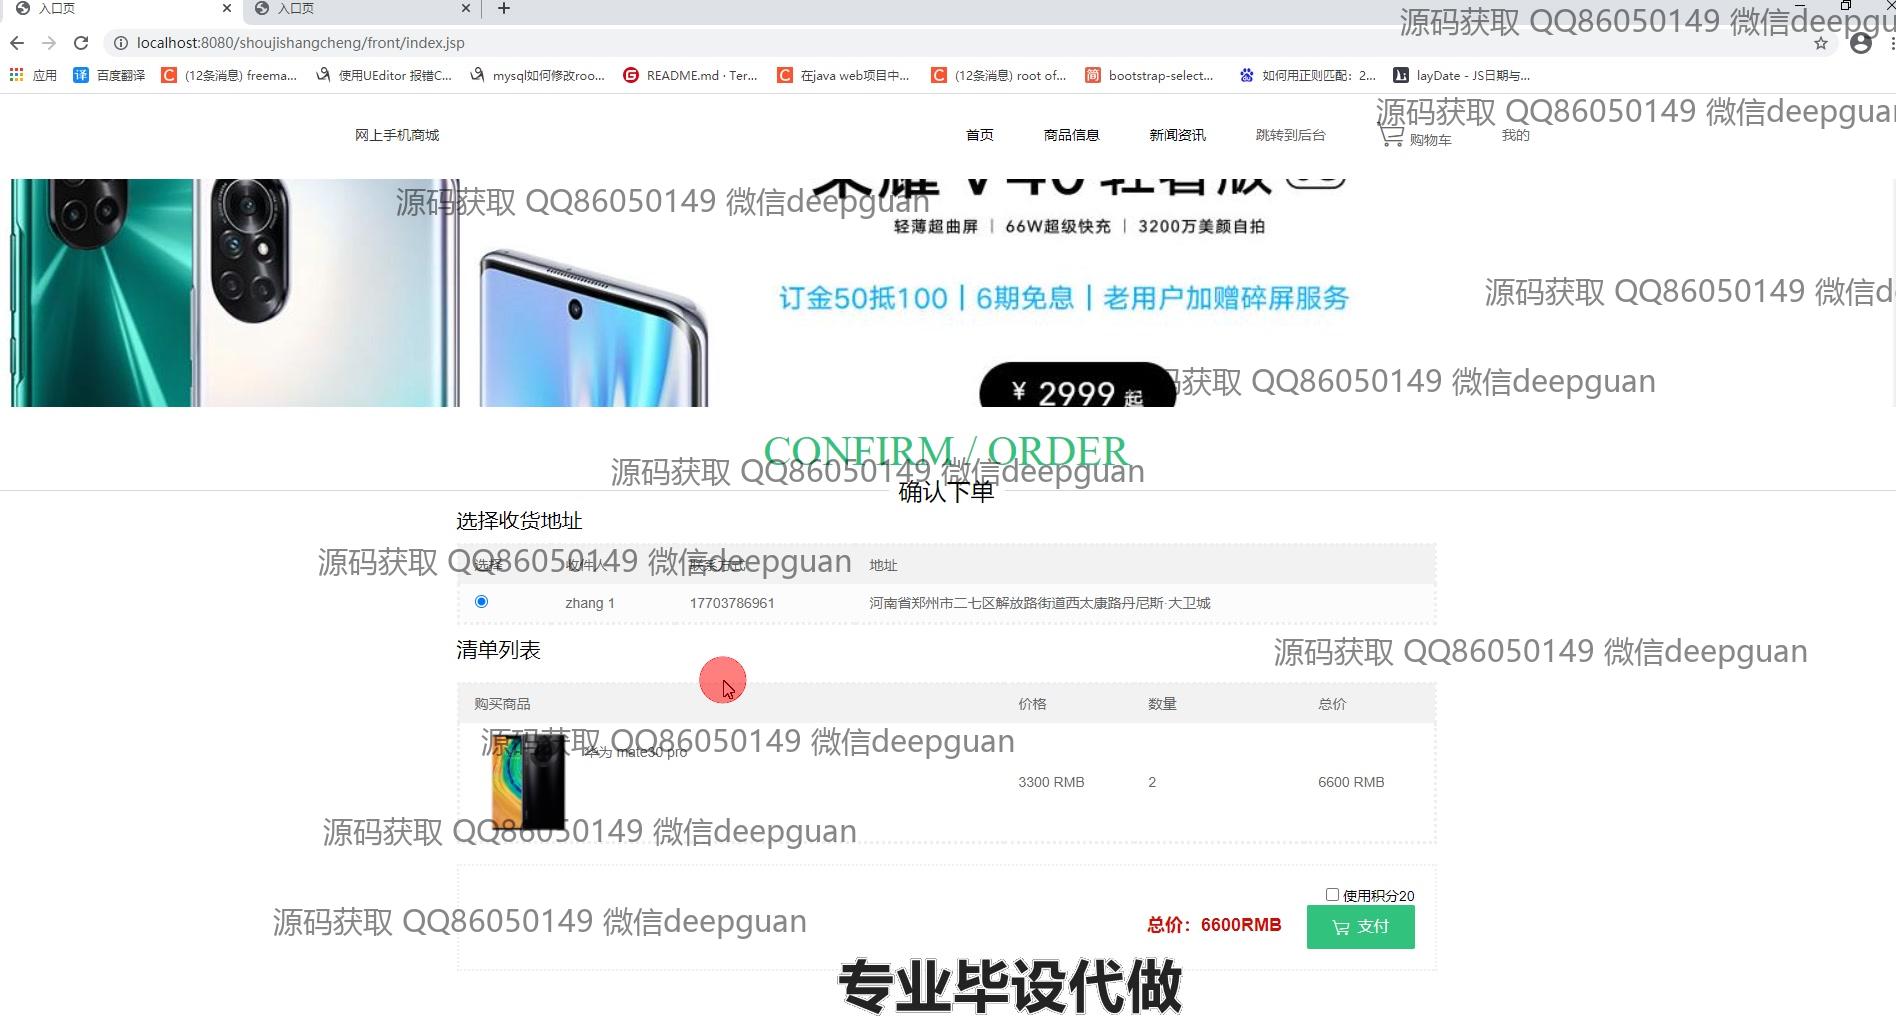 入口页
入口页
源码获取 QQ86050149 微信deepgu
localhost:8080/shoujishangcheng/front/index.jsp
应用
百度翻译
(12条消息) freema...
使用UEditor 报错C...
mysql如何修改roo...
README.md · Ter...
在java web项目中...
(12条消息) root of...
bootstrap-select...
如何用正则匹配：2...
layDate - JS日期与...
源码获取 QQ86050149 微信deepgua
网上手机商城
首页
商品信息
新闻资讯
跳转到后台
购物车
我的
荣耀 V40 轻奢版
源码获取 QQ86050149 微信deepguan
轻薄超曲屏 | 66W超级快充 | 3200万美颜自拍
订金50抵100 | 6期免息 | 老用户加赠碎屏服务
源码获取 QQ86050149 微信d
¥ 2999 起
码获取 QQ86050149 微信deepguan
CONFIRM / ORDER
源码获取 QQ86050149 微信deepguan
确认下单
选择收货地址
源码获取 QQ86050149 微信deepguan
选择 收件人 联系方式 地址
zhang 1 17703786961 河南省郑州市二七区解放路街道西太康路丹尼斯·大卫城
清单列表
源码获取 QQ86050149 微信deepguan
购买商品 价格 数量 总价
源码获取 QQ86050149 微信deepguan
华为 mate30 pro
3300 RMB 2 6600 RMB
源码获取 QQ86050149 微信deepguan
使用积分20
源码获取 QQ86050149 微信deepguan
总价：6600RMB
支付
专业毕设代做